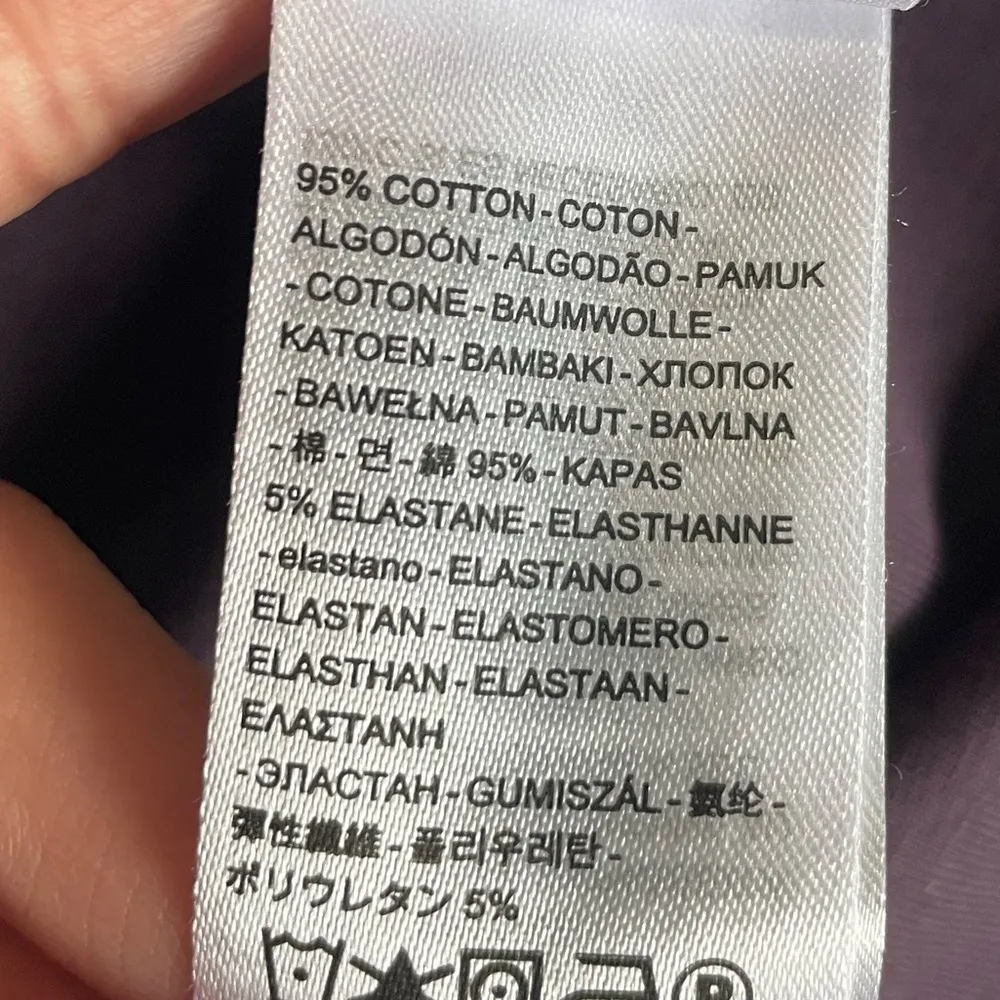 95% COTTON-COTON-
ALGODÓN-ALGODÃO-PAMUK
-COTONE-BAUMWOLLE-
KATOEN-BAMBAKI-ХЛОПОК
-BAWEŁNA-PAMUT-BAVLNA
-棉-면-綿 95%-KAPAS
5% ELASTANE-ELASTHANNE
-elastano-ELASTANO-
ELASTAN-ELASTOMERO-
ELASTHAN-ELASTAAN-
ΕΛΑΣΤΑΝΗ
-ЭЛАСТАН-GUMISZÁL-氨纶-
彈性纖維-폴리우레탄-
ポリウレタン 5%
P